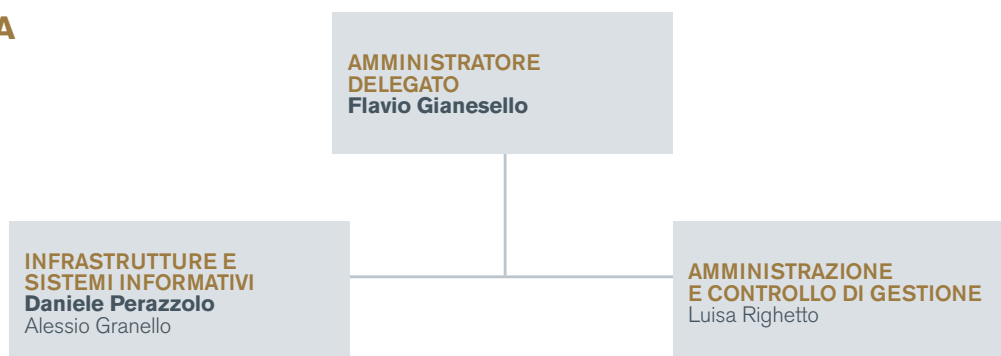 A
AMMINISTRATORE
DELEGATO
Flavio Gianesello
INFRASTRUTTURE E
SISTEMI INFORMATIVI
Daniele Perazzolo
Alessio Granello
AMMINISTRAZIONE
E CONTROLLO DI GESTIONE
Luisa Righetto